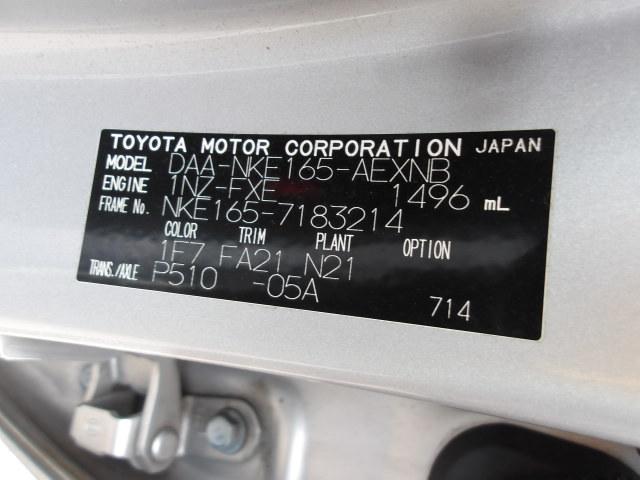 TOYOTA MOTOR CORPORATION JAPAN
MODEL DAA-NKE165-AEXNB
ENGINE 1NZ-FXE 1496 mL
FRAME No. NKE165-7183214
COLOR TRIM PLANT OPTION
1F7 FA21 N21
TRANS./AXLE P510 -05A
714